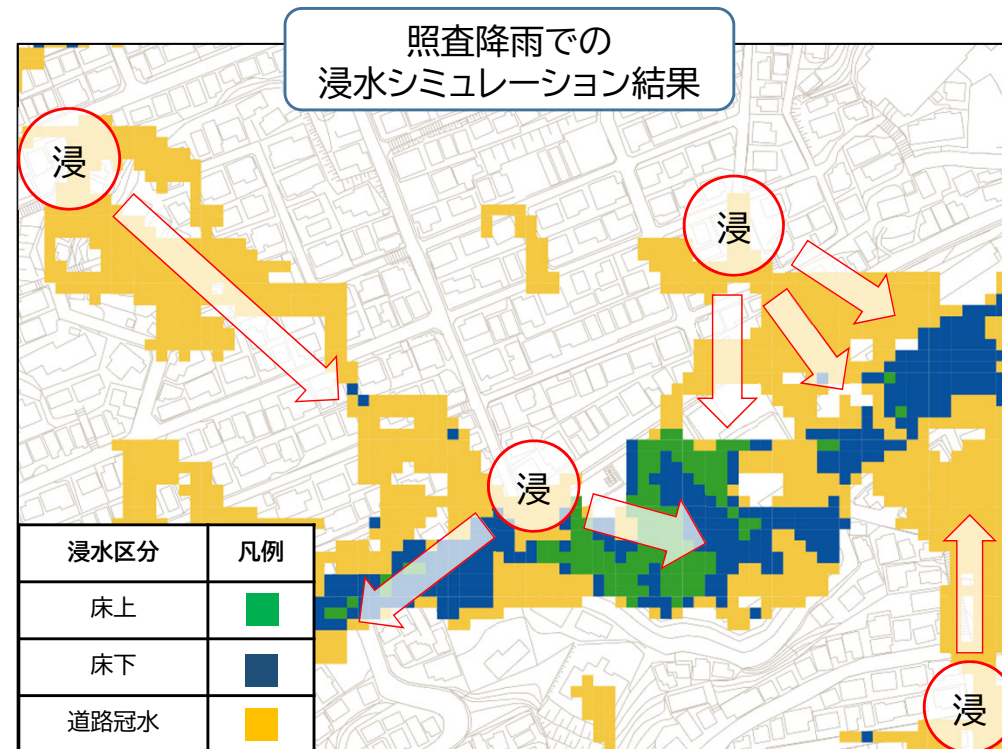 照査降雨での
浸水シミュレーション結果
浸
浸
浸
浸水区分 凡例
床上
床下
道路冠水
浸